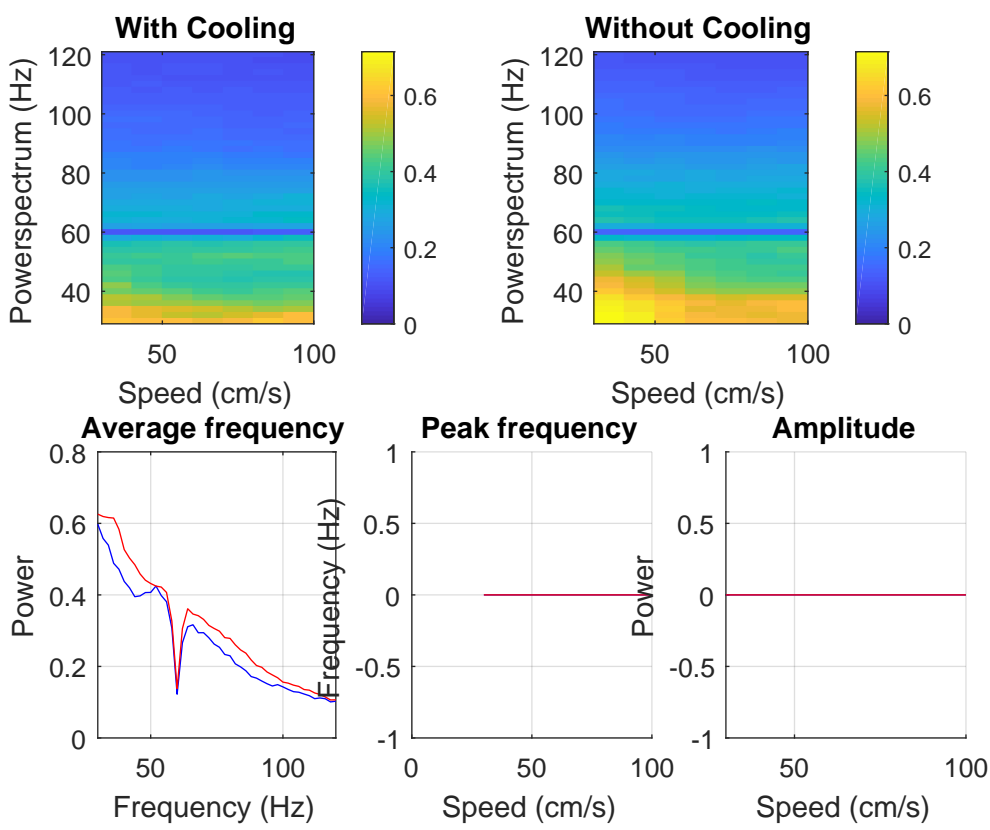 With Cooling
Without Cooling
Powerspectrum (Hz)
120
100
80
60
40
50
100
Speed (cm/s)
0.6
0.4
0.2
0
Powerspectrum (Hz)
120
100
80
60
40
50
100
Speed (cm/s)
0.6
0.4
0.2
0
Average frequency
Power
0.8
0.6
0.4
0.2
0
50
100
Frequency (Hz)
Peak frequency
Frequency (Hz)
1
0.5
0
-0.5
-1
0
50
100
Speed (cm/s)
Amplitude
Power
1
0.5
0
-0.5
-1
50
100
Speed (cm/s)